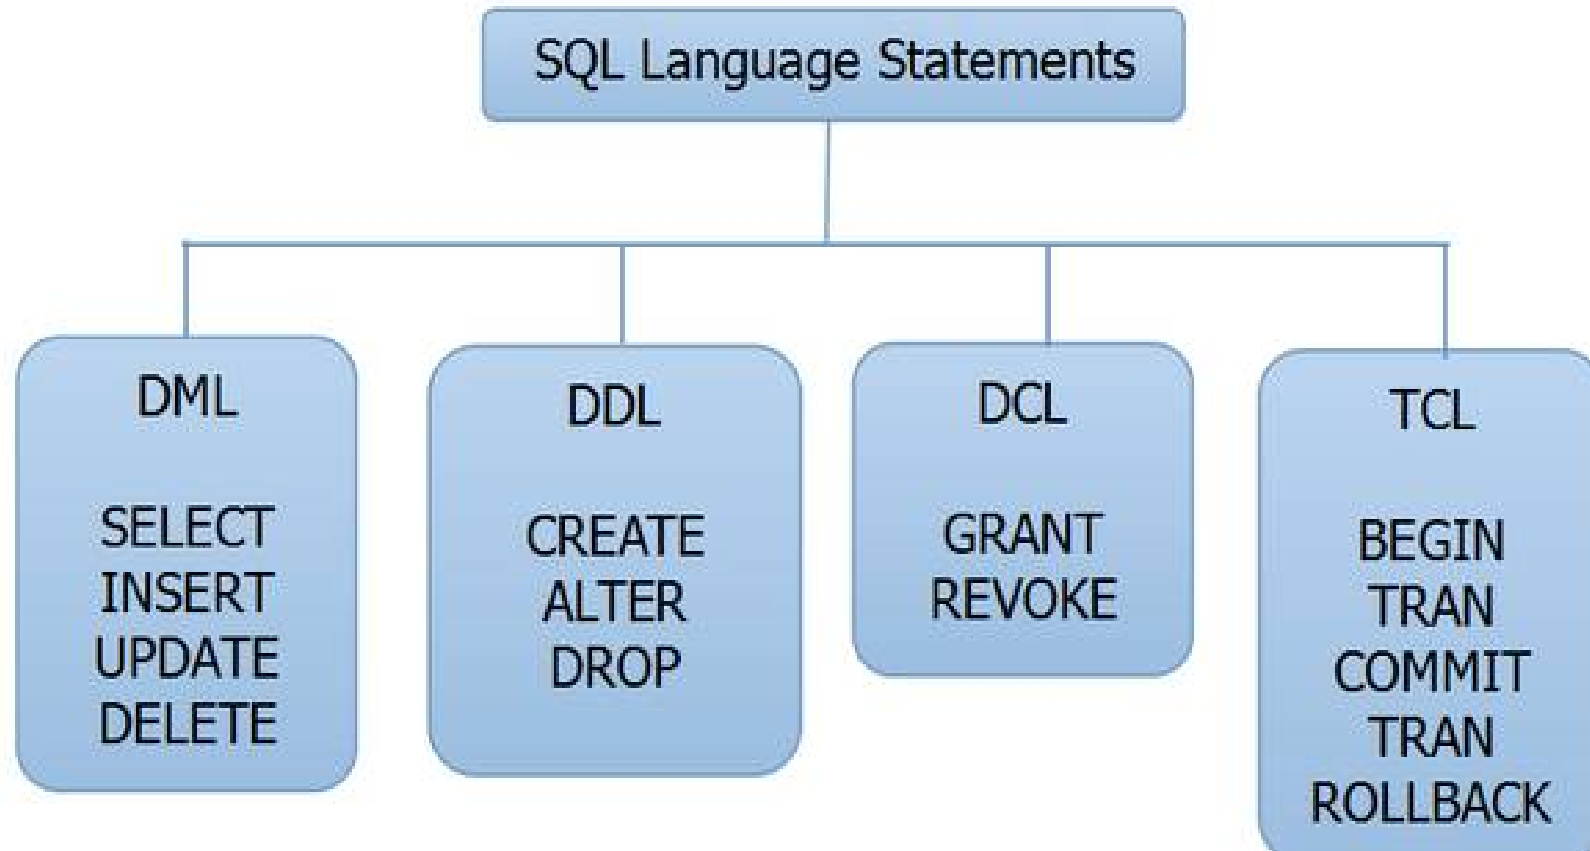 SQL Language Statements
DML
SELECT
INSERT
UPDATE
DELETE
DDL
CREATE
ALTER
DROP
DCL
GRANT
REVOKE
TCL
BEGIN
TRAN
COMMIT
TRAN
ROLLBACK